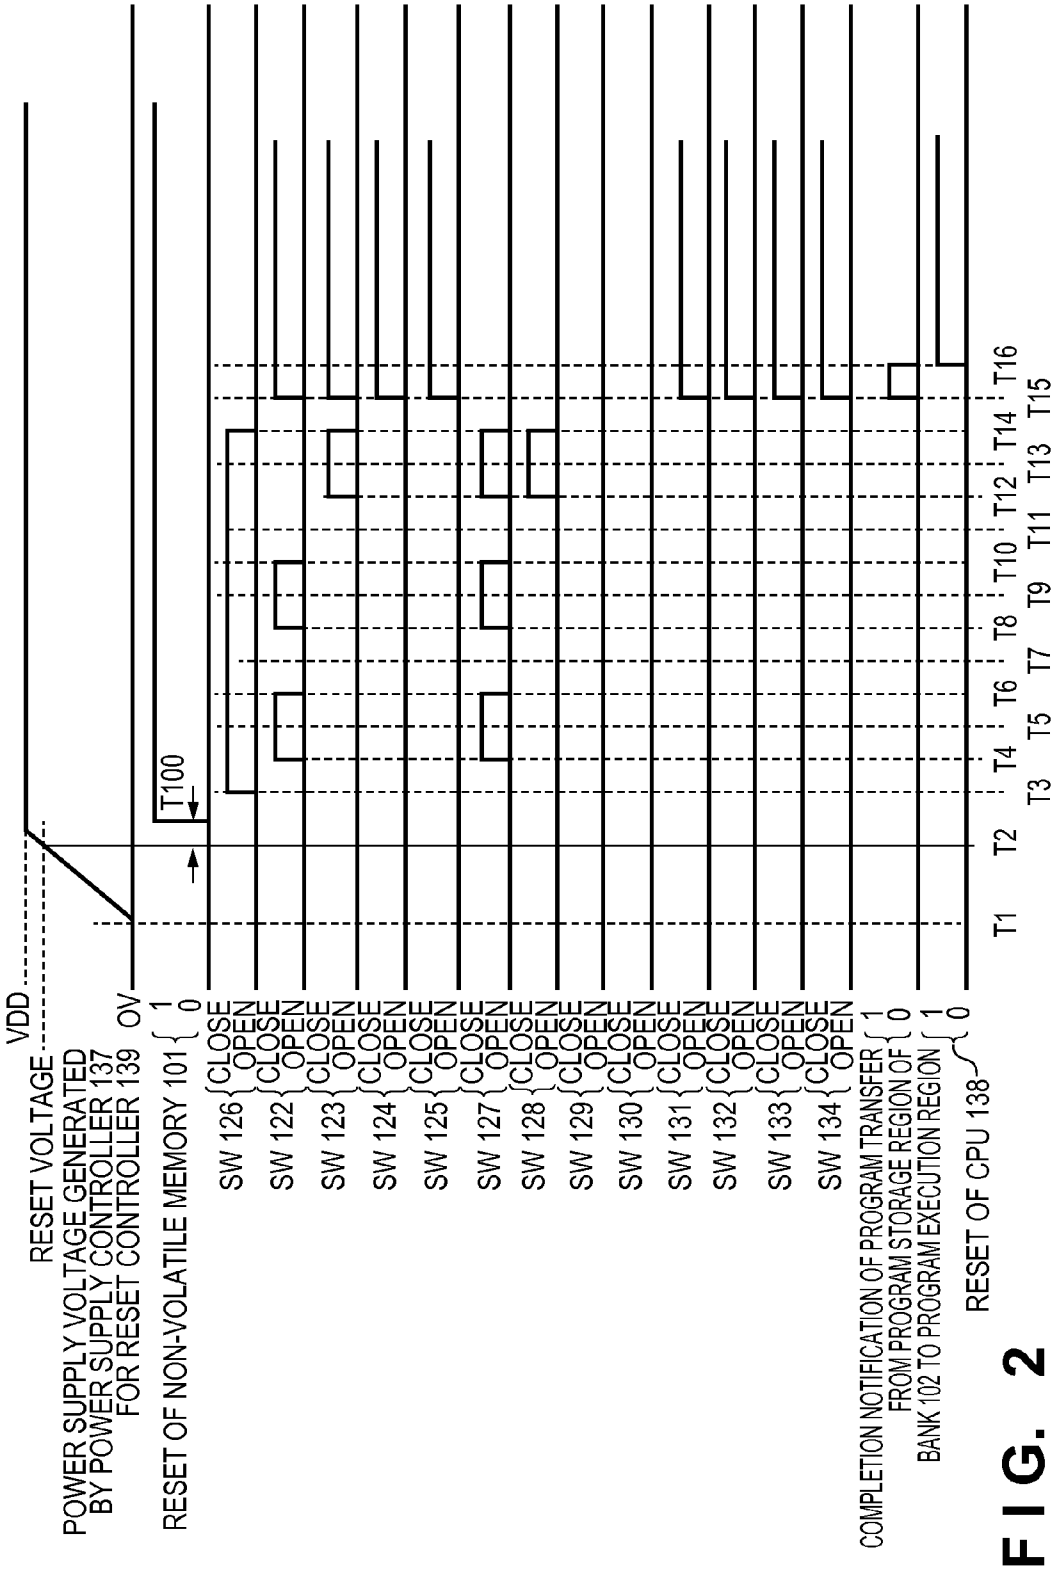 VDD
RESET VOLTAGE
POWER SUPPLY VOLTAGE GENERATED
BY POWER SUPPLY CONTROLLER 137
FOR RESET CONTROLLER 139
0V
RESET OF NON-VOLATILE MEMORY 101
1
0
T100
SW 126
CLOSE
OPEN
SW 122
CLOSE
OPEN
SW 123
CLOSE
OPEN
SW 124
CLOSE
OPEN
SW 125
CLOSE
OPEN
SW 127
CLOSE
OPEN
SW 128
CLOSE
OPEN
SW 129
CLOSE
OPEN
SW 130
CLOSE
OPEN
SW 131
CLOSE
OPEN
SW 132
CLOSE
OPEN
SW 133
CLOSE
OPEN
SW 134
CLOSE
OPEN
COMPLETION NOTIFICATION OF PROGRAM TRANSFER
FROM PROGRAM STORAGE REGION OF
BANK 102 TO PROGRAM EXECUTION REGION
1
0
RESET OF CPU 138
1
0
T1
T2
T3
T4
T5
T6
T7
T8
T9
T10
T11
T12
T13
T14
T15
T16
FIG. 2